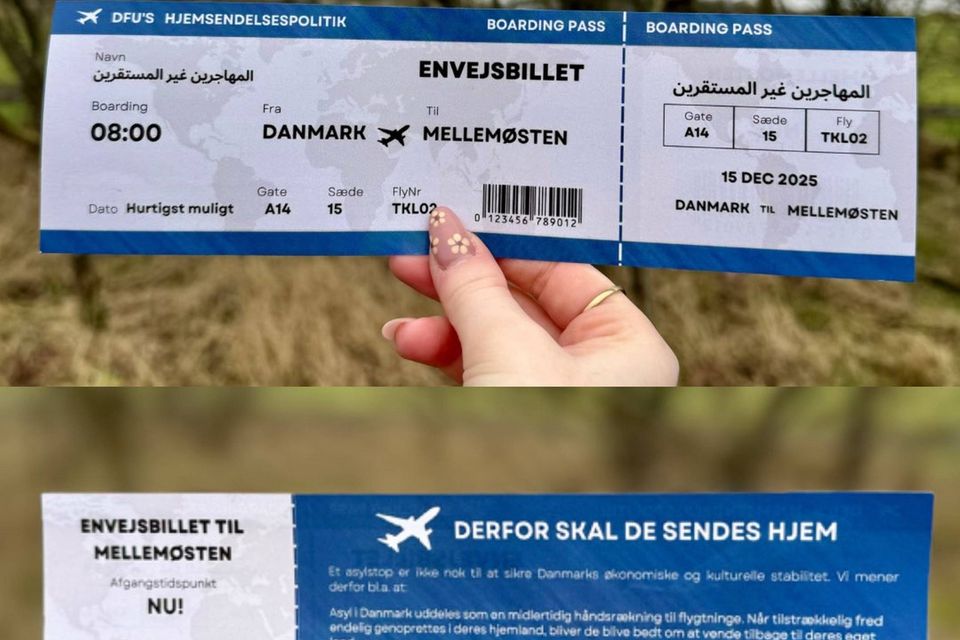 DFU'S HJEMSENDELSESPOLITIK
BOARDING PASS
Navn
المهاجرين غير المستقرين
ENVEJSBILLET
Boarding
08:00
Fra
DANMARK
Til
MELLEMØSTEN
Dato Hurtigst muligt
Gate
A14
Sæde
15
FlyNr
TKL02
0 123456 789012
BOARDING PASS
المهاجرين غير المستقرين
Gate
A14
Sæde
15
Fly
TKL02
15 DEC 2025
DANMARK TIL MELLEMØSTEN
ENVEJSBILLET TIL
MELLEMØSTEN
Afgangstidspunkt
NU!
DERFOR SKAL DE SENDES HJEM
Et asylstop er ikke nok til at sikre Danmarks økonomiske og kulturelle stabilitet. Vi mener
derfor bl.a. at:
Asyl i Danmark uddeles som en midlertidig håndsrækning til flygtninge. Når tilstrækkelig fred
endelig genoprettes i deres hjemland, bliver de blive bedt om at vende tilbage til deres eget